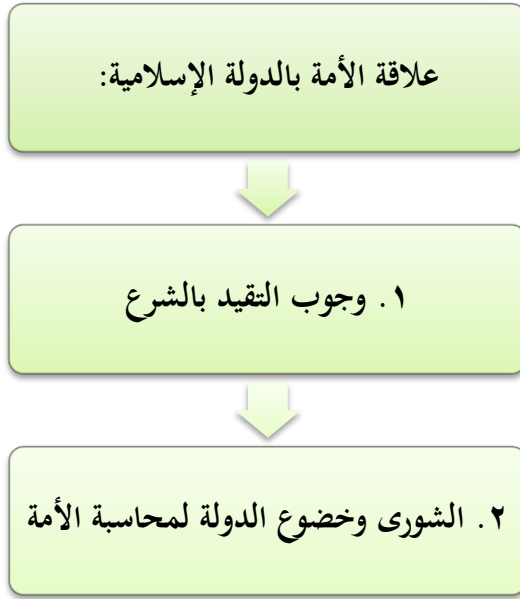 علاقة الأمة بالدولة الإسلامية:
١. وجوب التقيد بالشرع
٢. الشورى وخضوع الدولة لمحاسبة الأمة